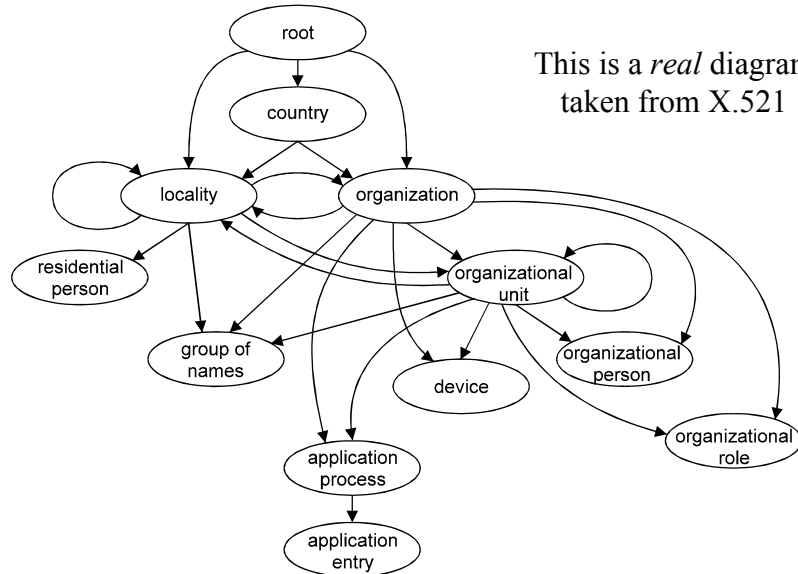 root
This is a real diagram
taken from X.521
country
locality
organization
residential
person
organizational
unit
group of
names
device
organizational
person
organizational
role
application
process
application
entry